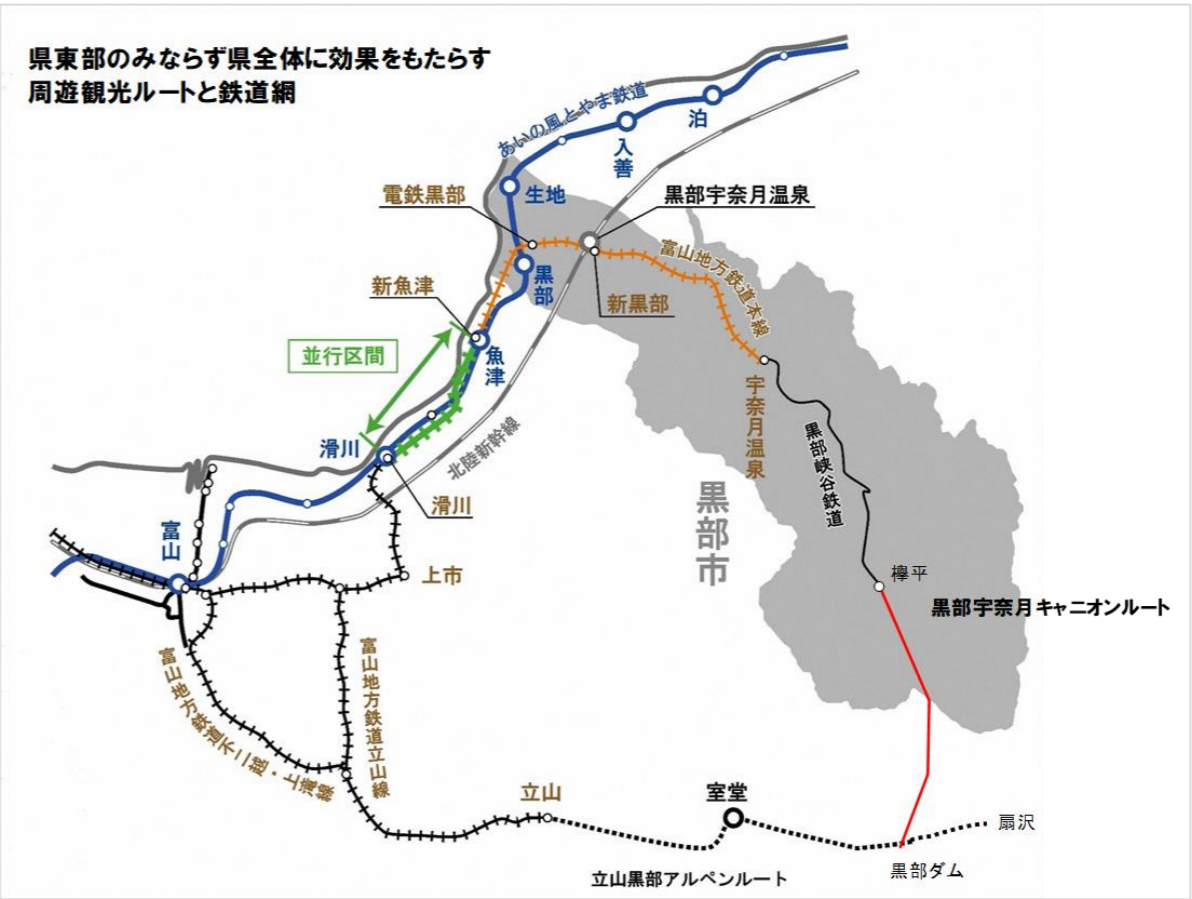 県東部のみならず県全体に効果をもたらす
周遊観光ルートと鉄道網
あいの風とやま鉄道
泊
入善
生地
電鉄黒部
黒部宇奈月温泉
富山地方鉄道本線
黒部
新魚津
新黒部
並行区間
魚津
宇奈月温泉
滑川
北陸新幹線
黒部峡谷鉄道
滑川
黒部市
富山
上市
欅平
黒部宇奈月キャニオンルート
富山地方鉄道不二越・上滝線
富山地方鉄道立山線
立山
室堂
扇沢
黒部ダム
立山黒部アルペンルート